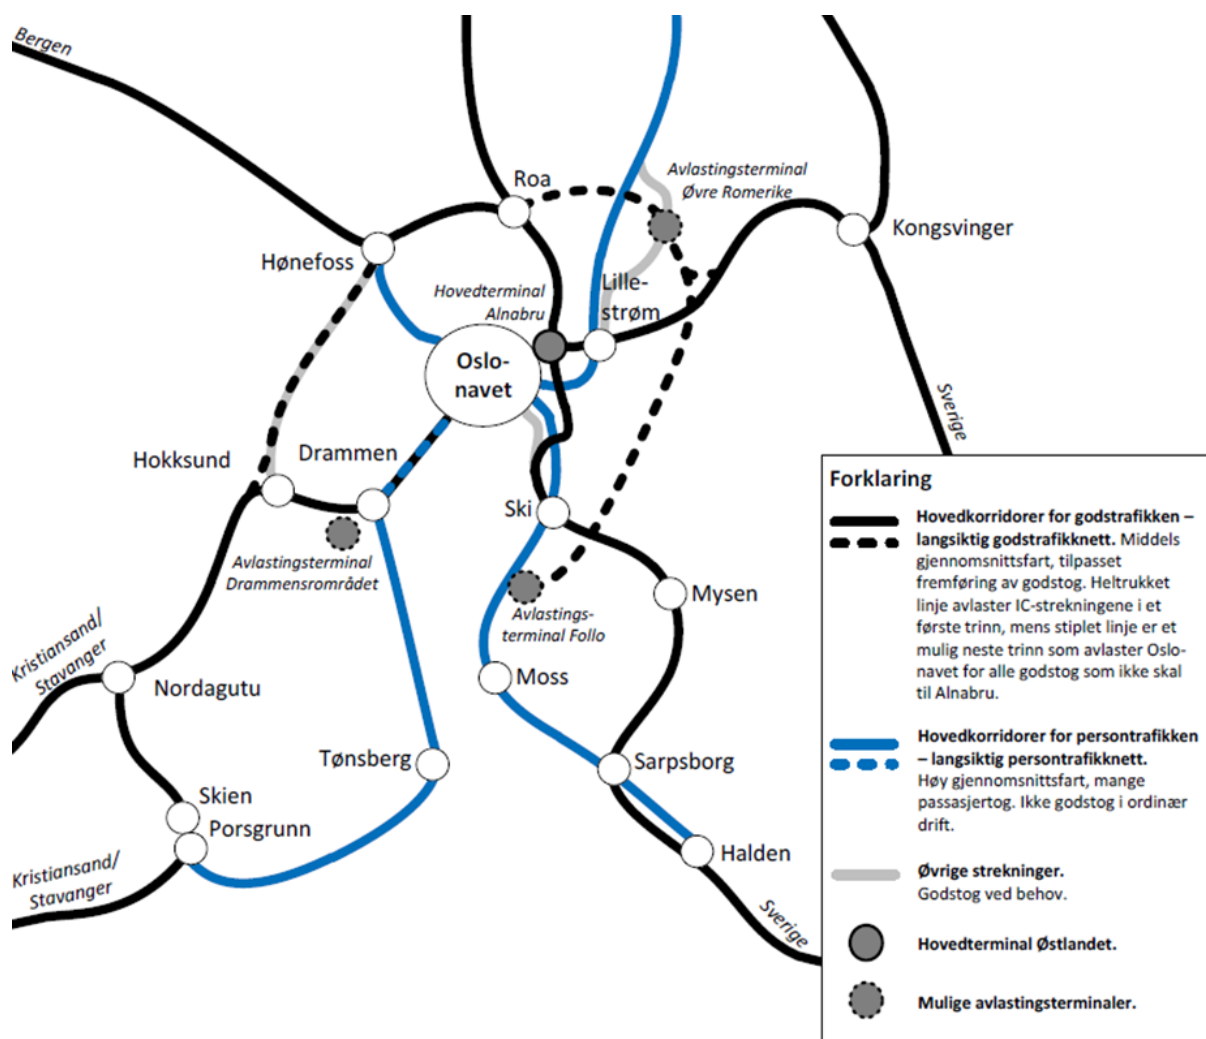 Bergen
Roa
Avlastingsterminal
Øvre Romerike
Kongsvinger
Hønefoss
Hovedterminal
Alnabru
Lille-
strøm
Oslo-
navet
Sverige
Hokksund
Drammen
Avlastingsterminal
Drammensområdet
Ski
Mysen
Avlastings-
terminal Follo
Kristiansand/
Stavanger
Nordagutu
Moss
Tønsberg
Sarpsborg
Skien
Porsgrunn
Halden
Kristiansand/
Stavanger
Sverige
Forklaring
Hovedkorridorer for godstrafikken –
langsiktig godstrafikknett. Middels
gjennomsnittsfart, tilpasset
fremføring av godstog. Heltrukket
linje avlaster IC-strekningene i et
første trinn, mens stiplet linje er et
mulig neste trinn som avlaster Oslo-
navet for alle godstog som ikke skal
til Alnabru.
Hovedkorridorer for persontrafikken
– langsiktig persontrafikknett.
Høy gjennomsnittsfart, mange
passasjertog. Ikke godstog i ordinær
drift.
Øvrige strekninger.
Godstog ved behov.
Hovedterminal Østlandet.
Mulige avlastingsterminaler.